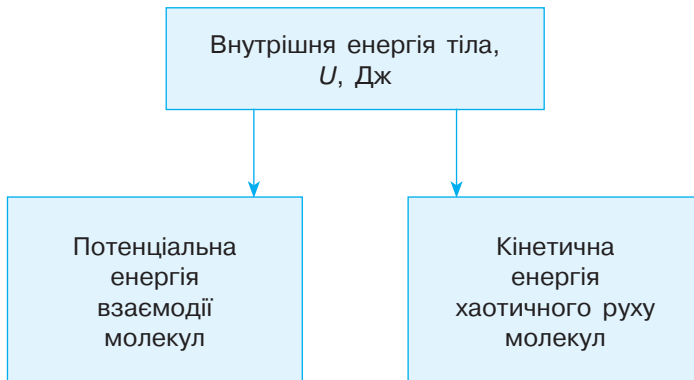 Внутрішня енергія тіла,
U, Дж
Потенціальна
енергія
взаємодії
молекул
Кінетична
енергія
хаотичного руху
молекул